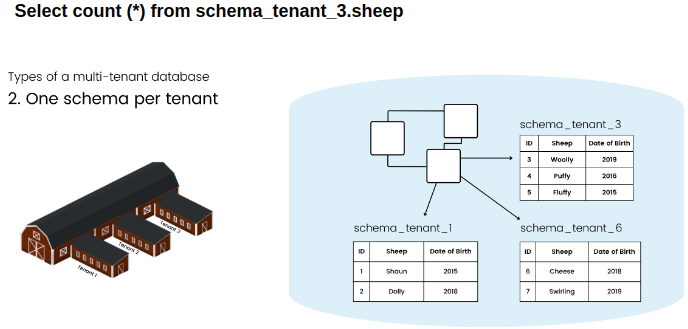 Select count (*) from schema_tenant_3.sheep
Types of a multi-tenant database
2. One schema per tenant
Tenant 1
Tenant 2
Tenant 3
schema_tenant_3
ID Sheep Date of Birth
3 Woolly 2019
4 Puffy 2016
5 Fluffy 2015
schema_tenant_1
ID Sheep Date of Birth
1 Shaun 2015
2 Dolly 2018
schema_tenant_6
ID Sheep Date of Birth
6 Cheese 2018
7 Swirling 2019